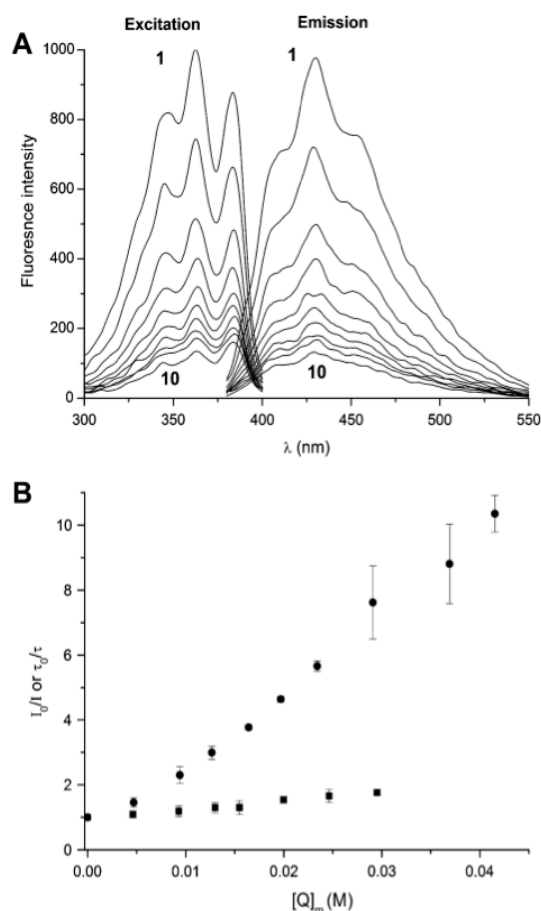 Excitation Emission
A
1 1
1000
800
600
400
200
0
10 10
300 350 400 450 500 550
Fluoresnce intensity
λ (nm)
B
10
8
6
4
2
0
I₀/I or τ₀/τ
0.00 0.01 0.02 0.03 0.04
[Q]ₘ (M)